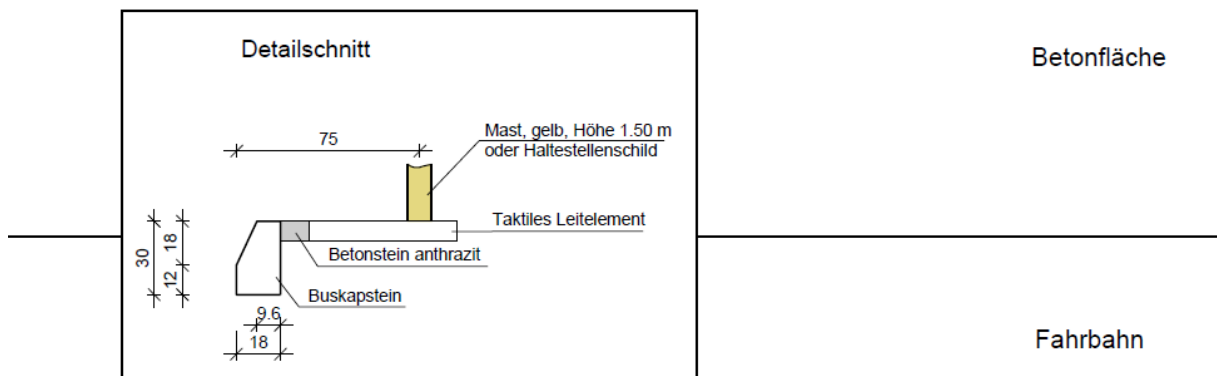 Detailschnitt
Betonfläche
75
Mast, gelb, Höhe 1.50 m
oder Haltestellenschild
Taktiles Leitelement
30
18
12
Betonstein anthrazit
Buskapstein
9.6
18
Fahrbahn